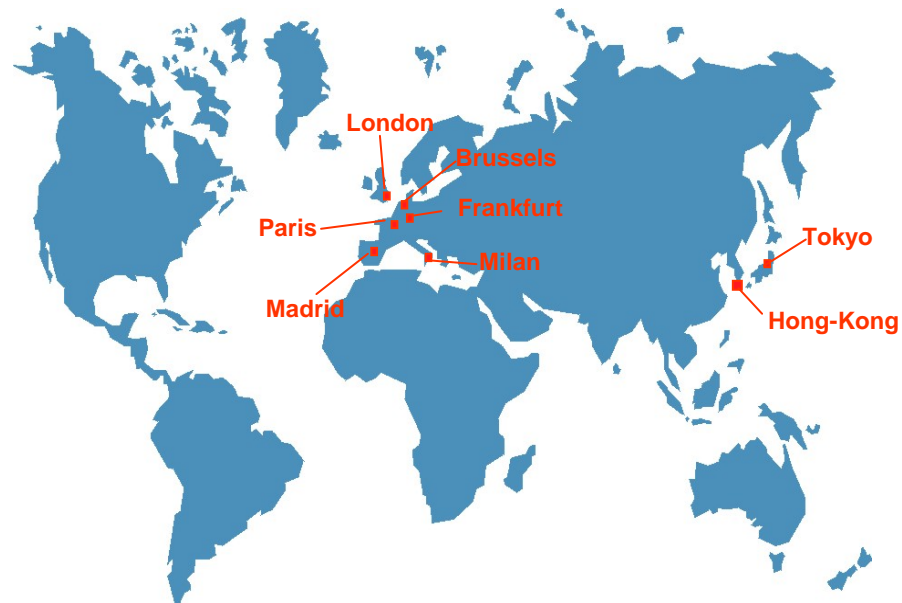 London
Brussels
Frankfurt
Paris
Tokyo
Milan
Madrid
Hong-Kong